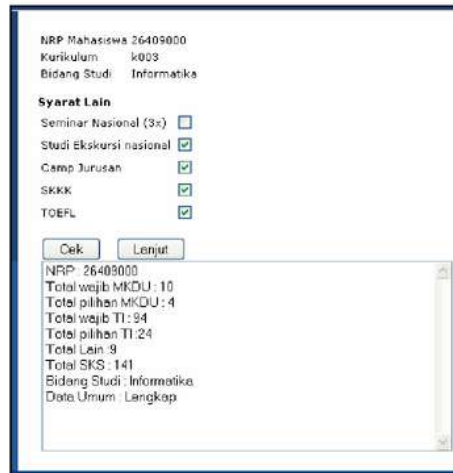 NRP Mahasiswa 26409000
Kurikulum k003
Bidang Studi Informatika
Syarat Lain
Seminar Nasional (3x)
Studi Ekskursi nasional
Camp Jurusan
SKKK
TOEFL
Cek Lanjut
NRP : 26409000
Total wajib MKDU : 10
Total pilihan MKDU : 4
Total wajib TI : 94
Total pilihan TI :24
Total Lain :9
Total SKS : 141
Bidang Studi : Informatika
Data Umum : Lengkap